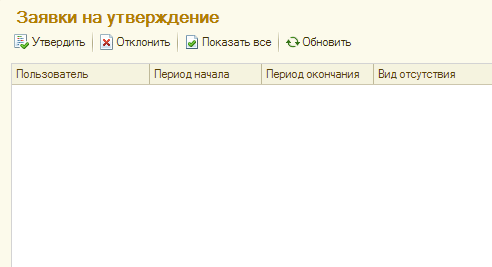 Заявки на утверждение
Утвердить Отклонить Показать все Обновить
Пользователь Период начала Период окончания Вид отсутствия